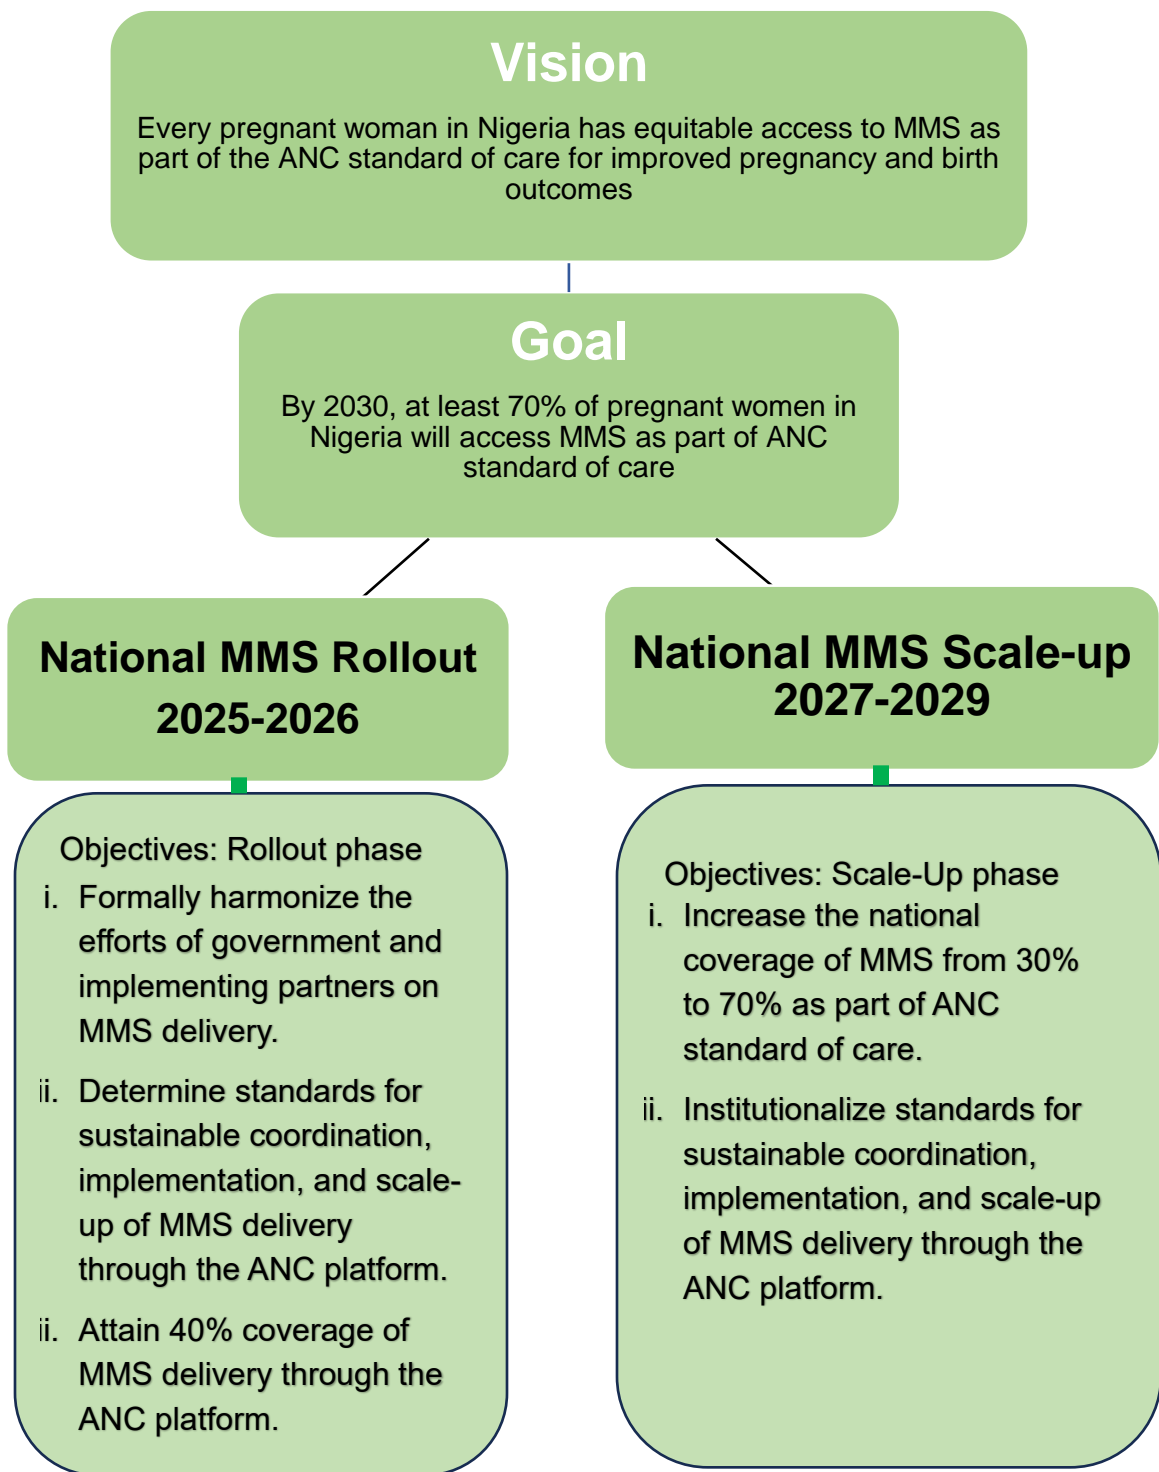 Vision
Every pregnant woman in Nigeria has equitable access to MMS as
part of the ANC standard of care for improved pregnancy and birth
outcomes
Goal
By 2030, at least 70% of pregnant women in
Nigeria will access MMS as part of ANC
standard of care
National MMS Rollout
2025-2026
Objectives: Rollout phase
i. Formally harmonize the
efforts of government and
implementing partners on
MMS delivery.
ii. Determine standards for
sustainable coordination,
implementation, and scale-
up of MMS delivery
through the ANC platform.
ii. Attain 40% coverage of
MMS delivery through the
ANC platform.
National MMS Scale-up
2027-2029
Objectives: Scale-Up phase
i. Increase the national
coverage of MMS from 30%
to 70% as part of ANC
standard of care.
ii. Institutionalize standards for
sustainable coordination,
implementation, and scale-up
of MMS delivery through the
ANC platform.